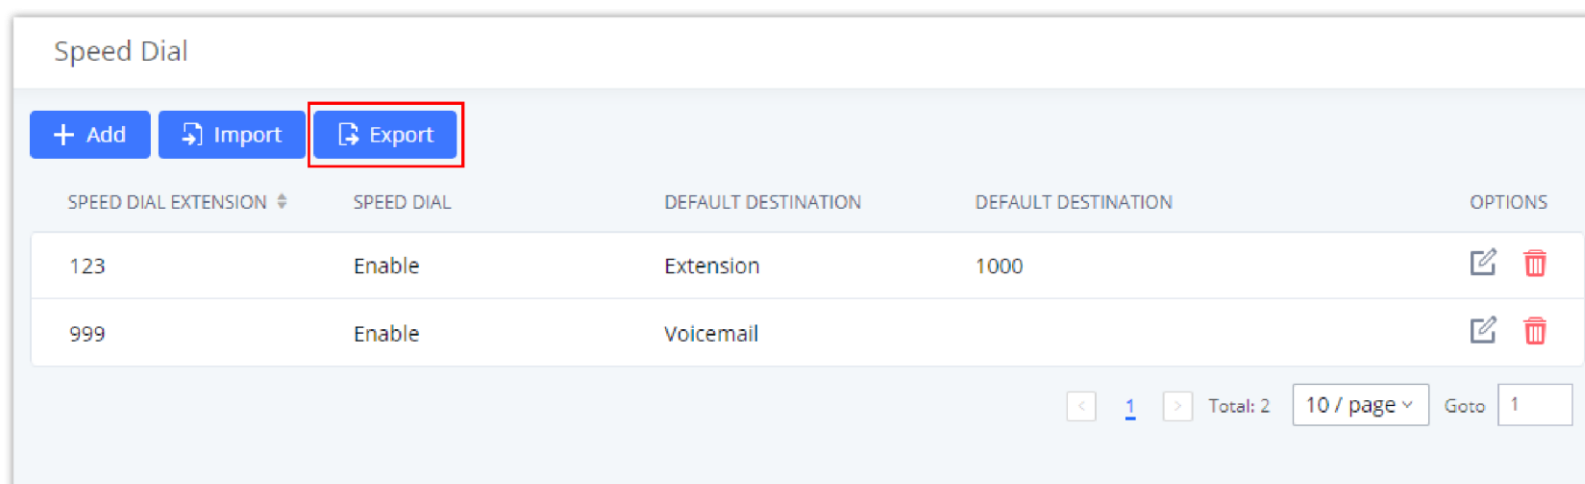 Speed Dial
Add Import Export
SPEED DIAL EXTENSION SPEED DIAL DEFAULT DESTINATION DEFAULT DESTINATION OPTIONS
123 Enable Extension 1000
999 Enable Voicemail
< 1 > Total: 2 10 / page Goto 1